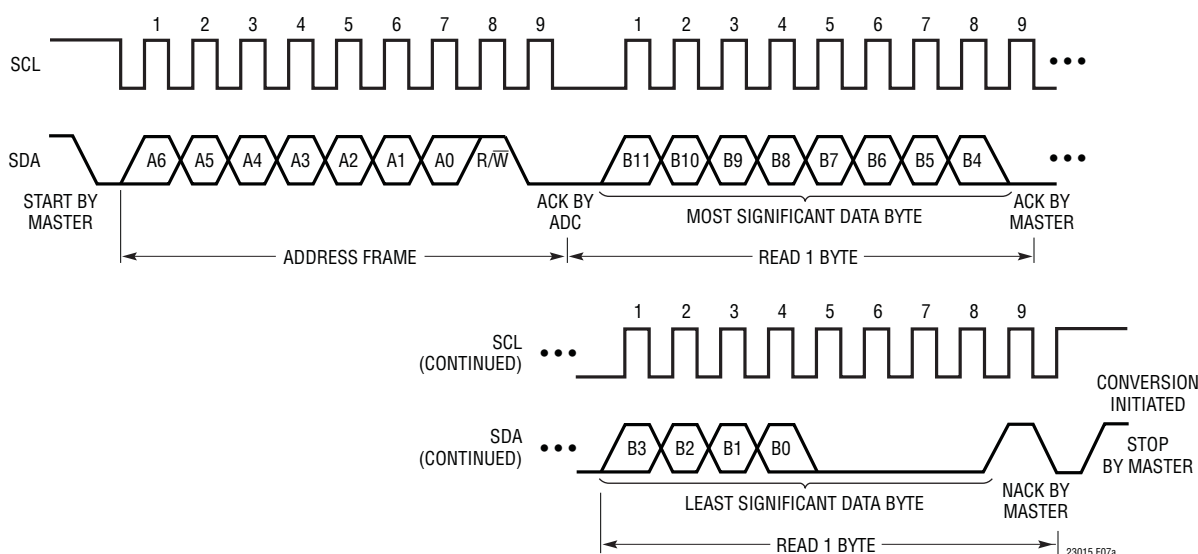 1 2 3 4 5 6 7 8 9 1 2 3 4 5 6 7 8 9
SCL •••
SDA A6 A5 A4 A3 A2 A1 A0 R/W̅ B11 B10 B9 B8 B7 B6 B5 B4 •••
START BY
MASTER
ACK BY
ADC
MOST SIGNIFICANT DATA BYTE
ACK BY
MASTER
ADDRESS FRAME
READ 1 BYTE
1 2 3 4 5 6 7 8 9
SCL
(CONTINUED) •••
CONVERSION
INITIATED
SDA
(CONTINUED) ••• B3 B2 B1 B0
STOP
BY MASTER
LEAST SIGNIFICANT DATA BYTE
NACK BY
MASTER
READ 1 BYTE
23015 F07a